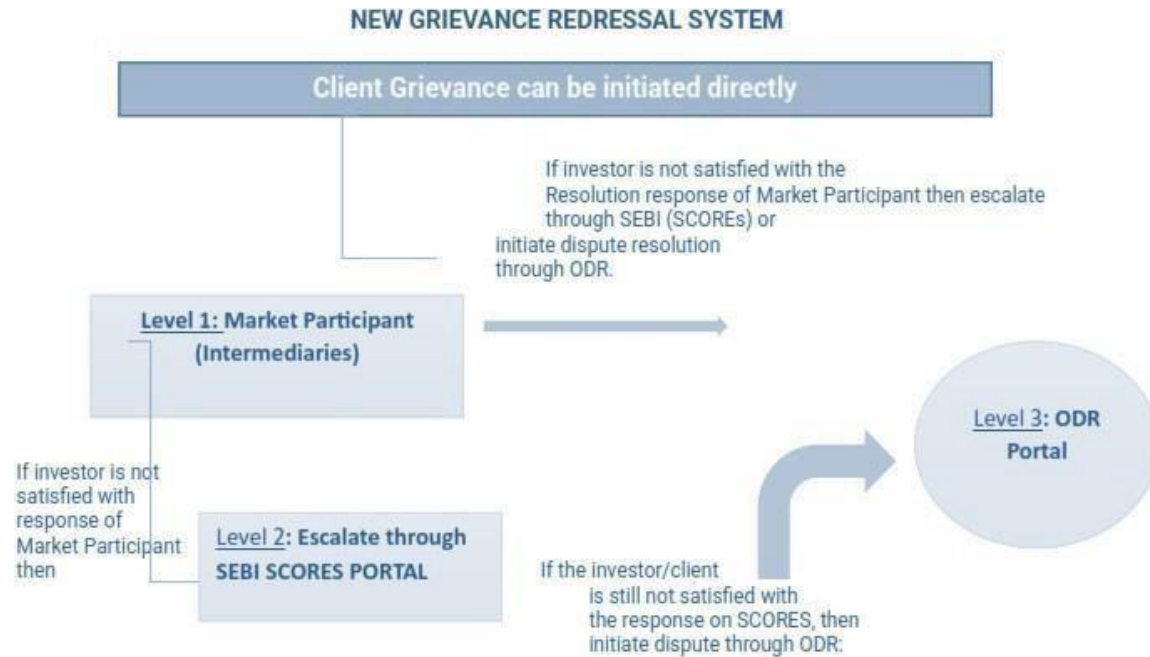 NEW GRIEVANCE REDRESSAL SYSTEM
Client Grievance can be initiated directly
If investor is not satisfied with the
Resolution response of Market Participant then escalate
through SEBI (SCOREs) or
initiate dispute resolution
through ODR.
Level 1: Market Participant
(Intermediaries)
Level 3: ODR
Portal
If investor is not
satisfied with
response of
Market Participant
then
Level 2: Escalate through
SEBI SCORES PORTAL
If the investor/client
is still not satisfied with
the response on SCORES, then
initiate dispute through ODR: